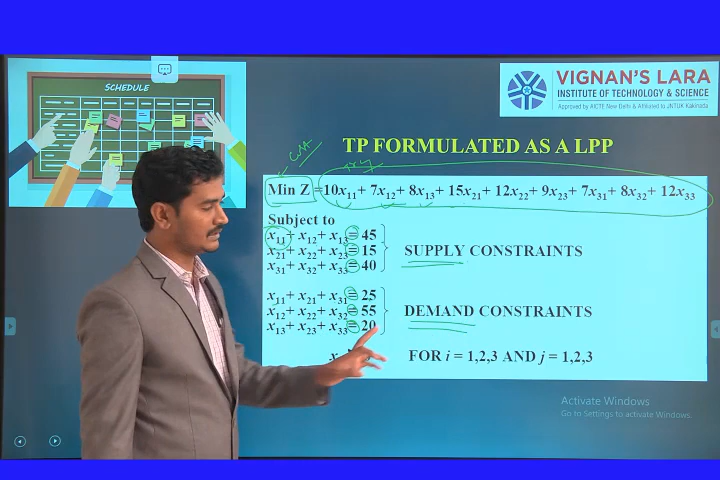 SCHEDULE
VIGNAN'S LARA
INSTITUTE OF TECHNOLOGY & SCIENCE
Approved by AICTE New Delhi & Affiliated to JNTUK Kakinada
TP FORMULATED AS A LPP
Min Z =10x₁₁+ 7x₁₂+ 8x₁₃+ 15x₂₁+ 12x₂₂+ 9x₂₃+ 7x₃₁+ 8x₃₂+ 12x₃₃
Subject to
x₁₁+ x₁₂+ x₁₃ = 45
x₂₁+ x₂₂+ x₂₃ = 15
x₃₁+ x₃₂+ x₃₃ = 40
SUPPLY CONSTRAINTS
x₁₁+ x₂₁+ x₃₁ = 25
x₁₂+ x₂₂+ x₃₂ = 55
x₁₃+ x₂₃+ x₃₃ = 20
DEMAND CONSTRAINTS
FOR i = 1,2,3 AND j = 1,2,3
Activate Windows
Go to Settings to activate Windows.